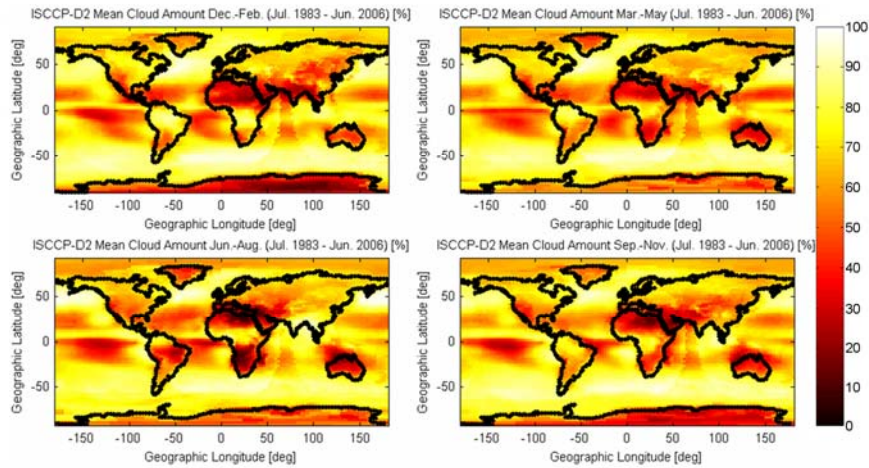 ISCCP-D2 Mean Cloud Amount Dec.-Feb. (Jul. 1983 - Jun. 2006) [%]
ISCCP-D2 Mean Cloud Amount Mar.-May (Jul. 1983 - Jun. 2006) [%]
Geographic Latitude [deg]
50
0
-50
-150 -100 -50 0 50 100 150
Geographic Longitude [deg]
Geographic Latitude [deg]
50
0
-50
-150 -100 -50 0 50 100 150
Geographic Longitude [deg]
ISCCP-D2 Mean Cloud Amount Jun.-Aug. (Jul. 1983 - Jun. 2006) [%]
ISCCP-D2 Mean Cloud Amount Sep.-Nov. (Jul. 1983 - Jun. 2006) [%]
Geographic Latitude [deg]
50
0
-50
-150 -100 -50 0 50 100 150
Geographic Longitude [deg]
Geographic Latitude [deg]
50
0
-50
-150 -100 -50 0 50 100 150
Geographic Longitude [deg]
100
90
80
70
60
50
40
30
20
10
0